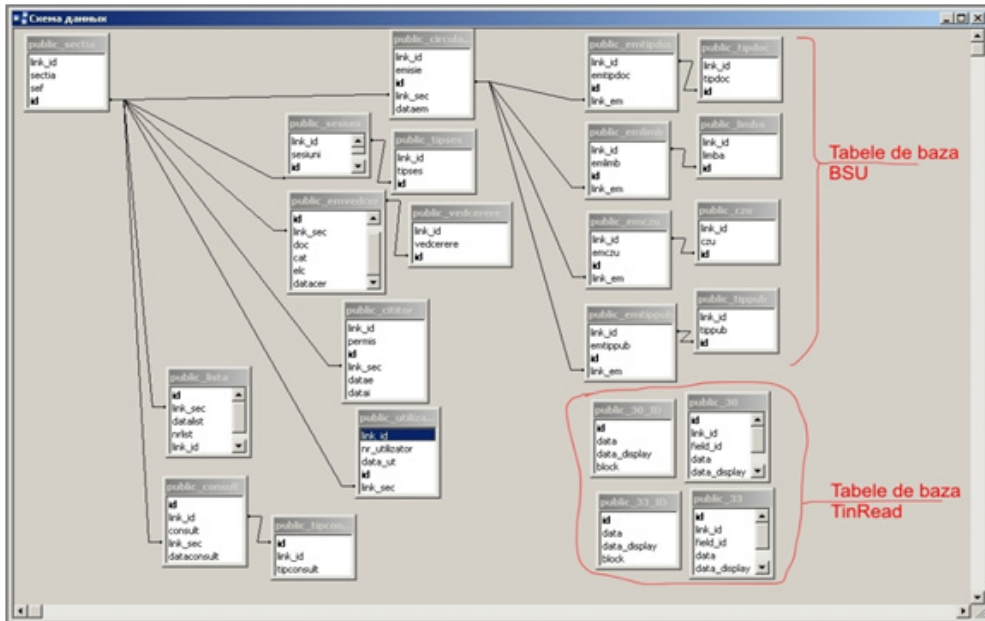 Схема данных
public_sectia
link_id
sectia
sef
id
public_circula...
link_id
emisie
id
link_sec
dataem
public_sesiuni
link_id
sesiuni
id
public_tipses
link_id
tipses
id
public_emvedcer
id
link_sec
doc
cat
elc
datacer
public_vedcerere...
link_id
vedcerere
id
public_cititor
link_id
permis
id
link_sec
datae
datai
public_lista
id
link_sec
datalist
nrlist
link_id
public_utiliza...
link_id
nr_utilizator
data_ut
id
link_sec
public_consult
id
link_id
consult
link_sec
dataconsult
public_tipcon...
id
link_id
tipconsult
public_emtipdoc
link_id
emtipdoc
id
link_em
public_tipdoc
link_id
tipdoc
id
public_emlimb
link_id
emlimb
id
link_em
public_limba
link_id
limba
id
public_emczu
link_id
emczu
id
link_em
public_czu
link_id
czu
id
public_emtippub
link_id
emtippub
id
link_em
public_tippub
link_id
tippub
id
Tabele de baza
BSU
public_30_ID
id
data
data_display
block
public_30
id
link_id
field_id
data
data_display
public_33_ID
id
data
data_display
block
public_33
id
link_id
field_id
data
data_display
Tabele de baza
TinRead